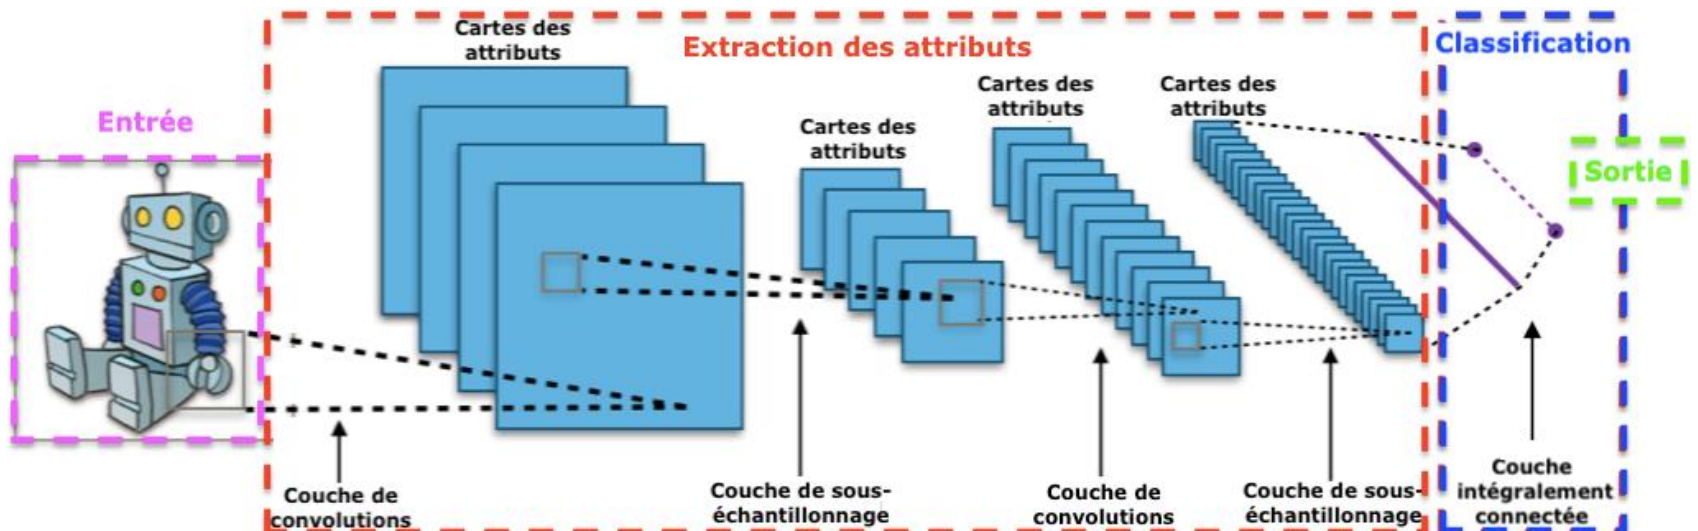 Entrée
Extraction des attributs
Cartes des
attributs
Cartes des
attributs
Cartes des
attributs
Cartes des
attributs
Classification
Sortie
Couche de
convolutions
Couche de sous-
échantillonnage
Couche de
convolutions
Couche de sous-
échantillonnage
Couche
intégralement
connectée